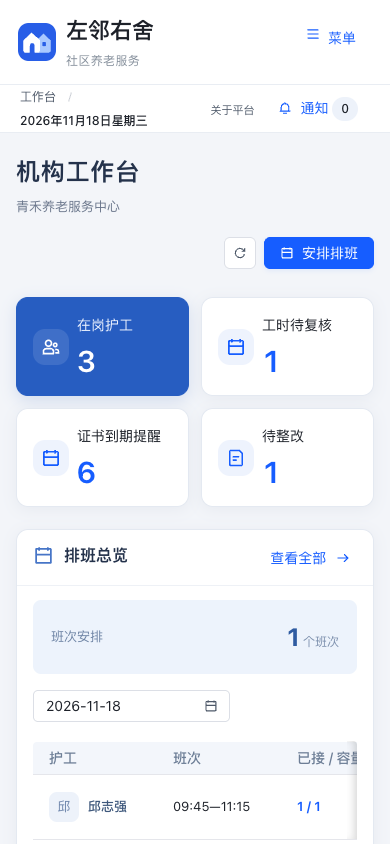 左邻右舍
社区养老服务
菜单
工作台 /
2026年11月18日星期三
关于平台
通知 0
机构工作台
青禾养老服务中心
安排排班
在岗护工
3
工时待复核
1
证书到期提醒
6
待整改
1
排班总览
查看全部 →
班次安排
1 个班次
2026-11-18
护工 班次 已接 / 容量
邱 邱志强 09:45—11:15 1 / 1